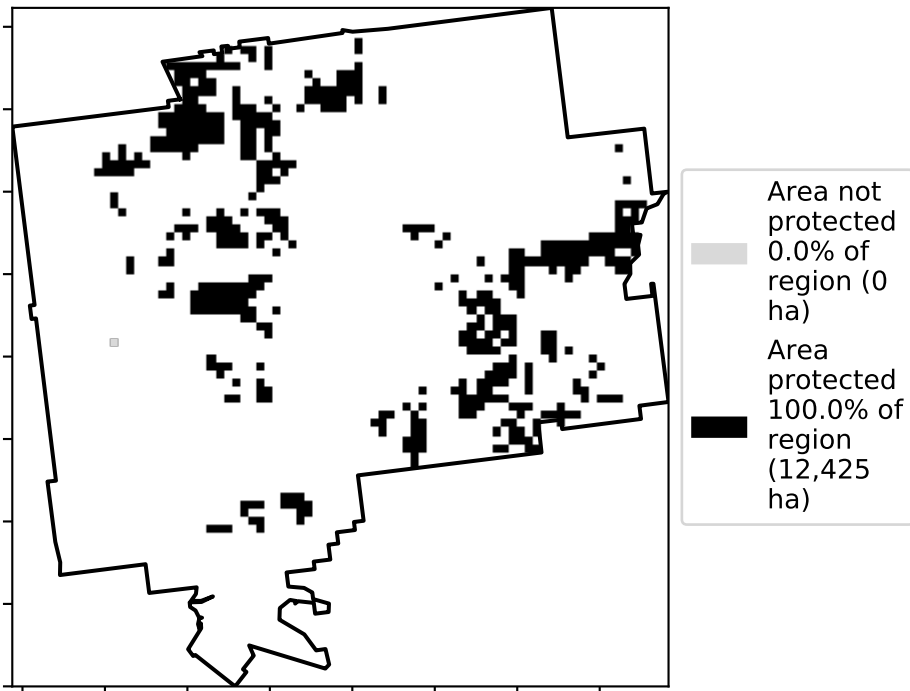 Area not
protected
0.0% of
region (0
ha)
Area
protected
100.0% of
region
(12,425
ha)